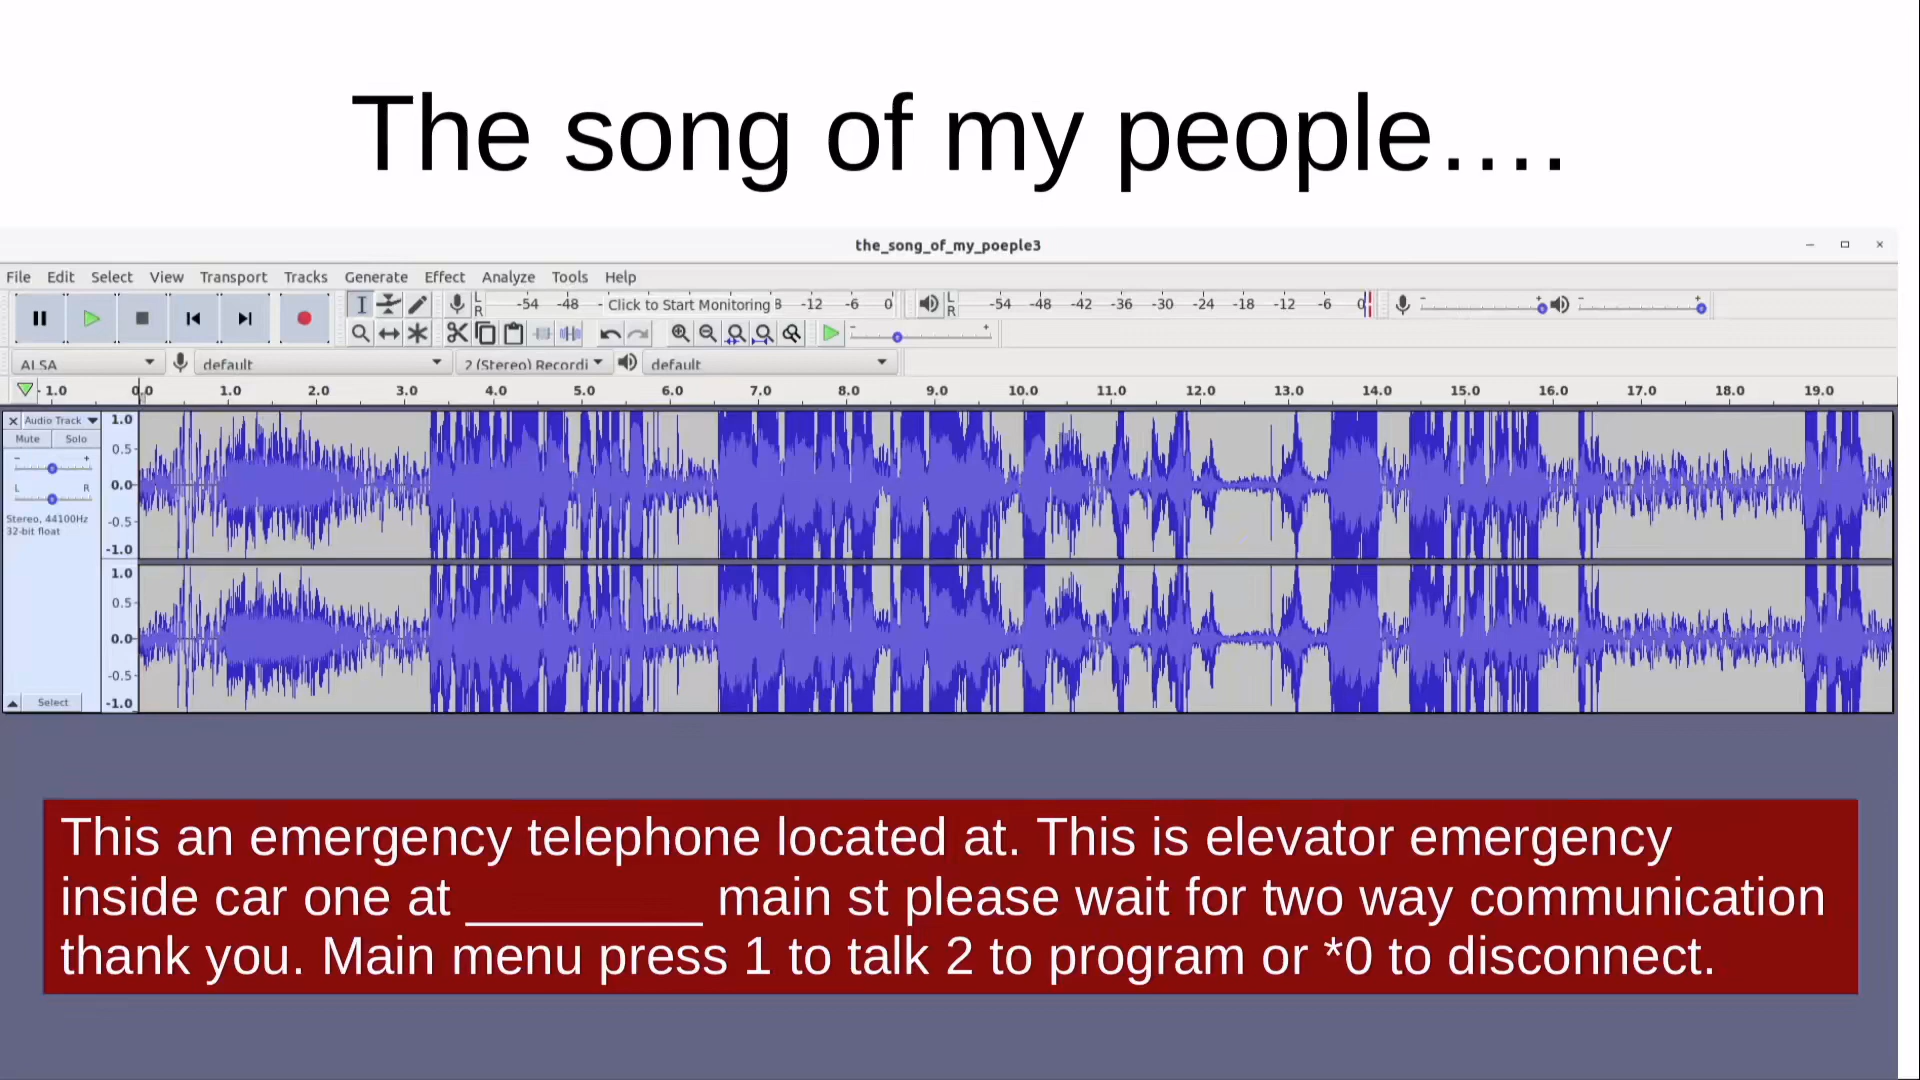 The song of my people....
the_song_of_my_poeple3
File Edit Select View Transport Tracks Generate Effect Analyze Tools Help
L R -54 -48 - Click to Start Monitoring 8 -12 -6 0 L R -54 -48 -42 -36 -30 -24 -18 -12 -6 0
ALSA default 2 (Stereo) Recordi default
- 1.0 0.0 1.0 2.0 3.0 4.0 5.0 6.0 7.0 8.0 9.0 10.0 11.0 12.0 13.0 14.0 15.0 16.0 17.0 18.0 19.0
Audio Track
Mute Solo
- +
L R
Stereo, 44100Hz
32-bit float
Select
1.0
0.5
0.0
-0.5
-1.0
1.0
0.5
0.0
-0.5
-1.0
This an emergency telephone located at. This is elevator emergency
inside car one at ________ main st please wait for two way communication
thank you. Main menu press 1 to talk 2 to program or *0 to disconnect.